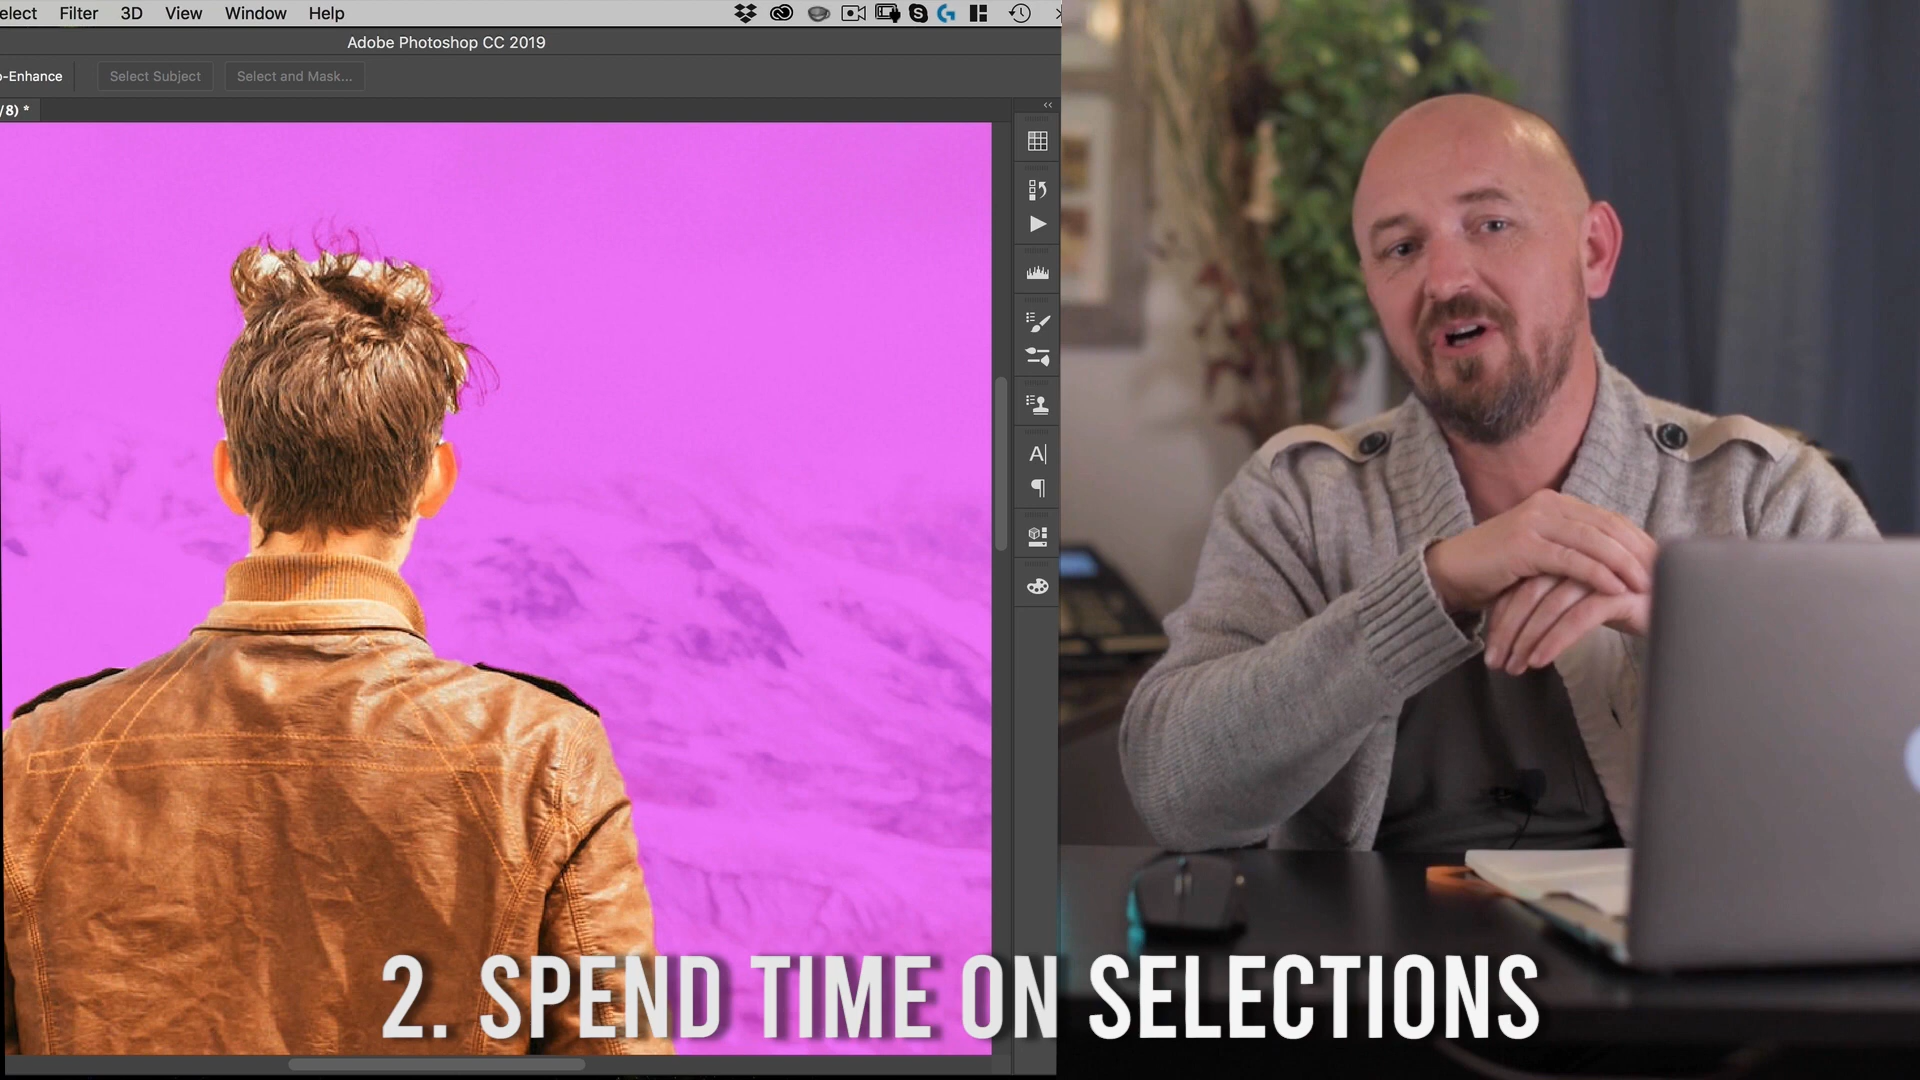 elect Filter 3D View Window Help
Adobe Photoshop CC 2019
o-Enhance Select Subject Select and Mask...
/8) *
A|
2. SPEND TIME ON SELECTIONS